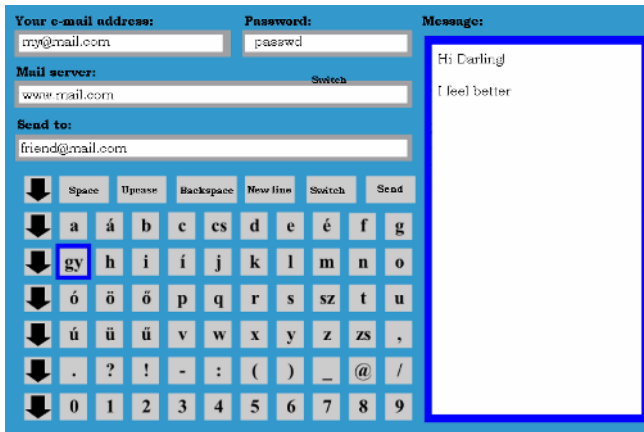 Your e-mail address:
Password:
Message:
my@mail.com
passwd
Hi Darling!
Mail server:
Switch
I feel better
www.mail.com
Send to:
friend@mail.com
Space Upcase Backspace New line Switch Send
a á b c cs d e é f g
gy h i í j k l m n o
ó ö ő p q r s sz t u
ú ü ű v w x y z zs ,
. ? ! - : ( ) _ @ /
0 1 2 3 4 5 6 7 8 9